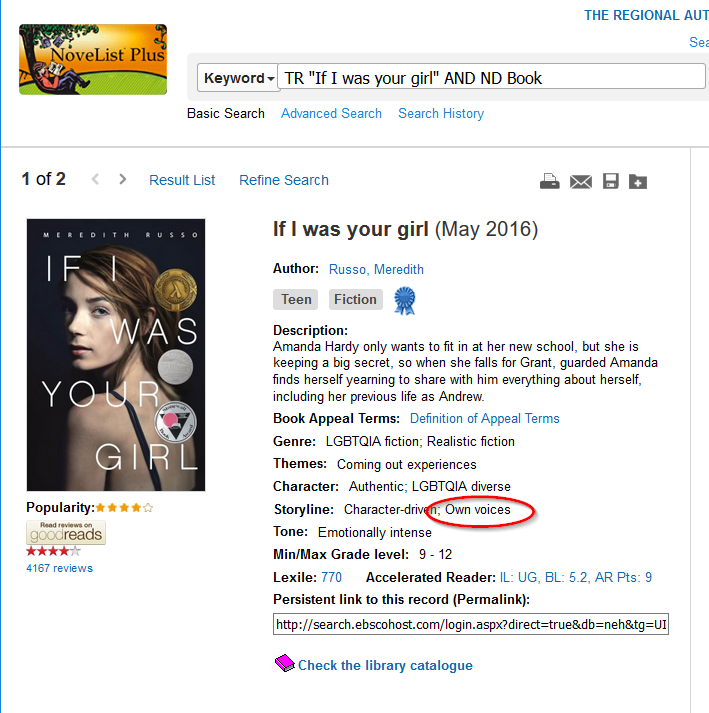 THE REGIONAL AUT
NoveList Plus
Sea
Keyword
TR "If I was your girl" AND ND Book
Basic Search Advanced Search Search History
1 of 2 Result List Refine Search
MEREDITH RUSSO
IF I
WAS
YOUR
GIRL
If I was your girl (May 2016)
Author: Russo, Meredith
Teen Fiction
Description:
Amanda Hardy only wants to fit in at her new school, but she is
keeping a big secret, so when she falls for Grant, guarded Amanda
finds herself yearning to share with him everything about herself,
including her previous life as Andrew.
Book Appeal Terms: Definition of Appeal Terms
Genre: LGBTQIA fiction; Realistic fiction
Themes: Coming out experiences
Character: Authentic; LGBTQIA diverse
Storyline: Character-driven; Own voices
Tone: Emotionally intense
Min/Max Grade level: 9 - 12
Lexile: 770 Accelerated Reader: IL: UG, BL: 5.2, AR Pts: 9
Persistent link to this record (Permalink):
http://search.ebscohost.com/login.aspx?direct=true&db=neh&tg=UI
Check the library catalogue
Popularity:
Read reviews on
goodreads
4167 reviews